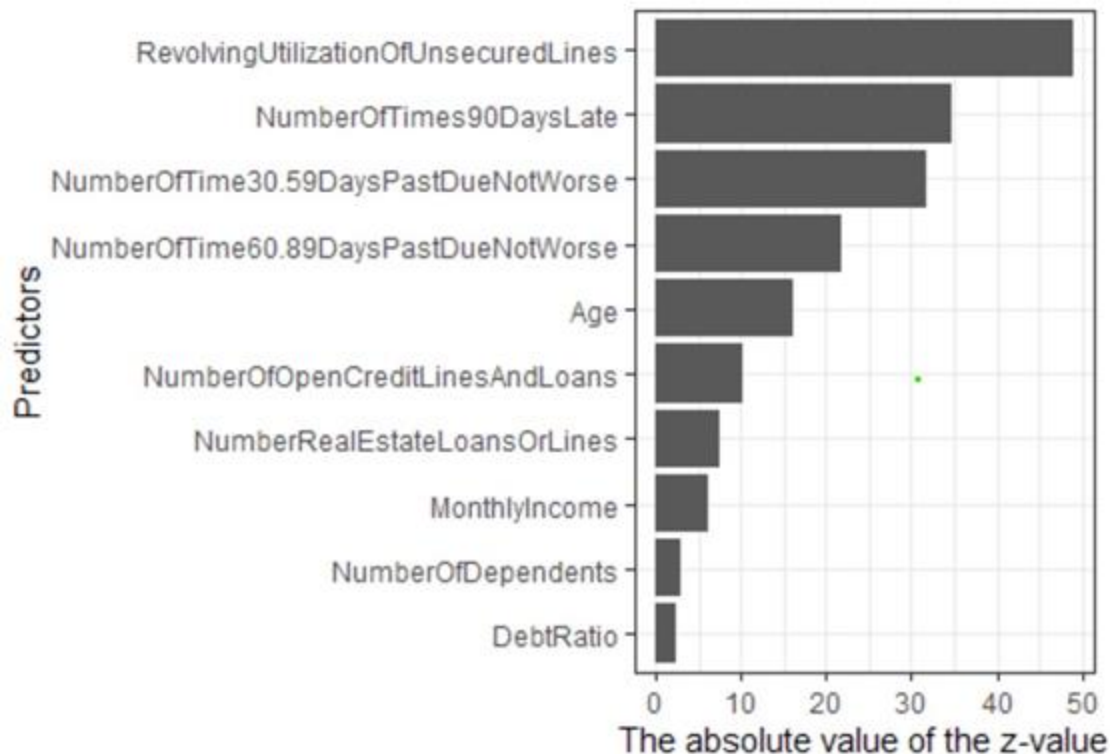 RevolvingUtilizationOfUnsecuredLines
NumberOfTimes90DaysLate
NumberOfTime30.59DaysPastDueNotWorse
NumberOfTime60.89DaysPastDueNotWorse
Age
NumberOfOpenCreditLinesAndLoans
NumberRealEstateLoansOrLines
MonthlyIncome
NumberOfDependents
DebtRatio
Predictors
0 10 20 30 40 50
The absolute value of the z-value